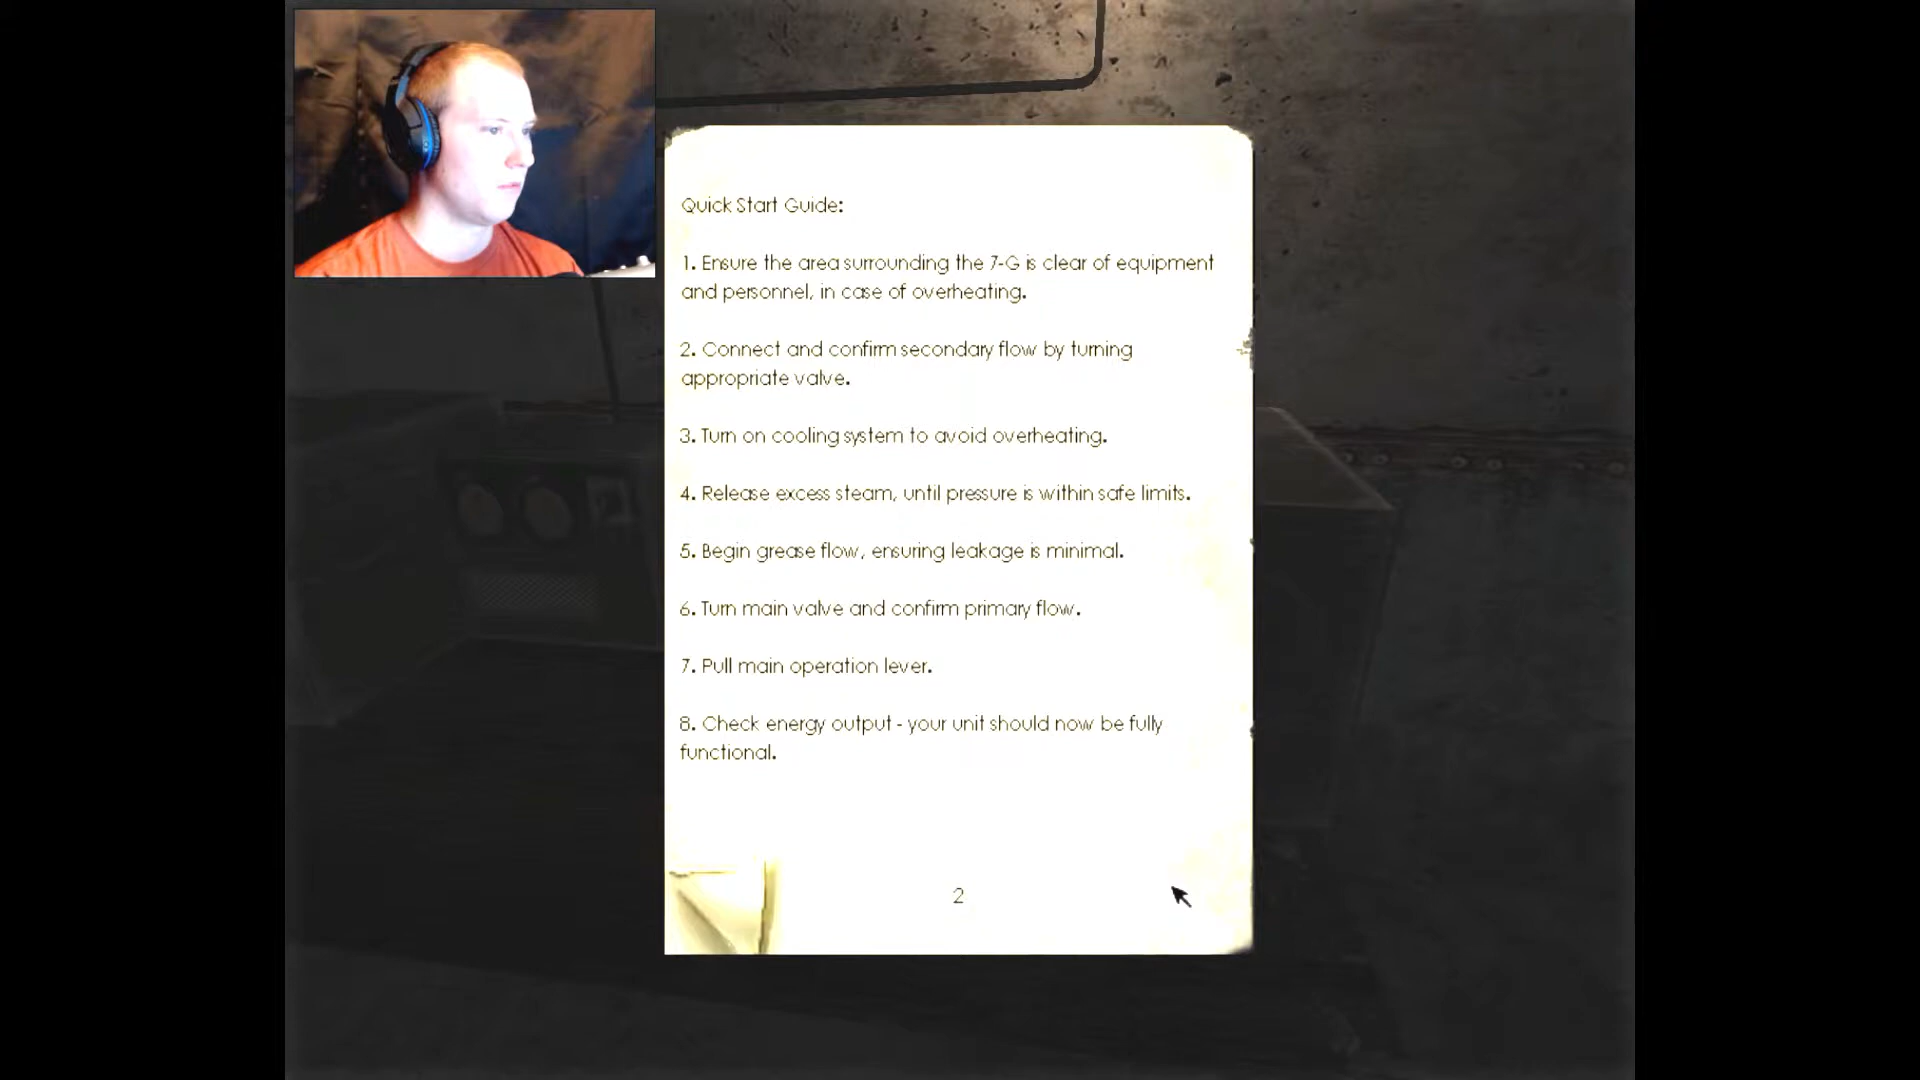 Quick Start Guide:
1. Ensure the area surrounding the 7-G is clear of equipment
and personnel, in case of overheating.
2. Connect and confirm secondary flow by turning
appropriate valve.
3. Turn on cooling system to avoid overheating.
4. Release excess steam, until pressure is within safe limits.
5. Begin grease flow, ensuring leakage is minimal.
6. Turn main valve and confirm primary flow.
7. Pull main operation lever.
8. Check energy output - your unit should now be fully
functional.
2